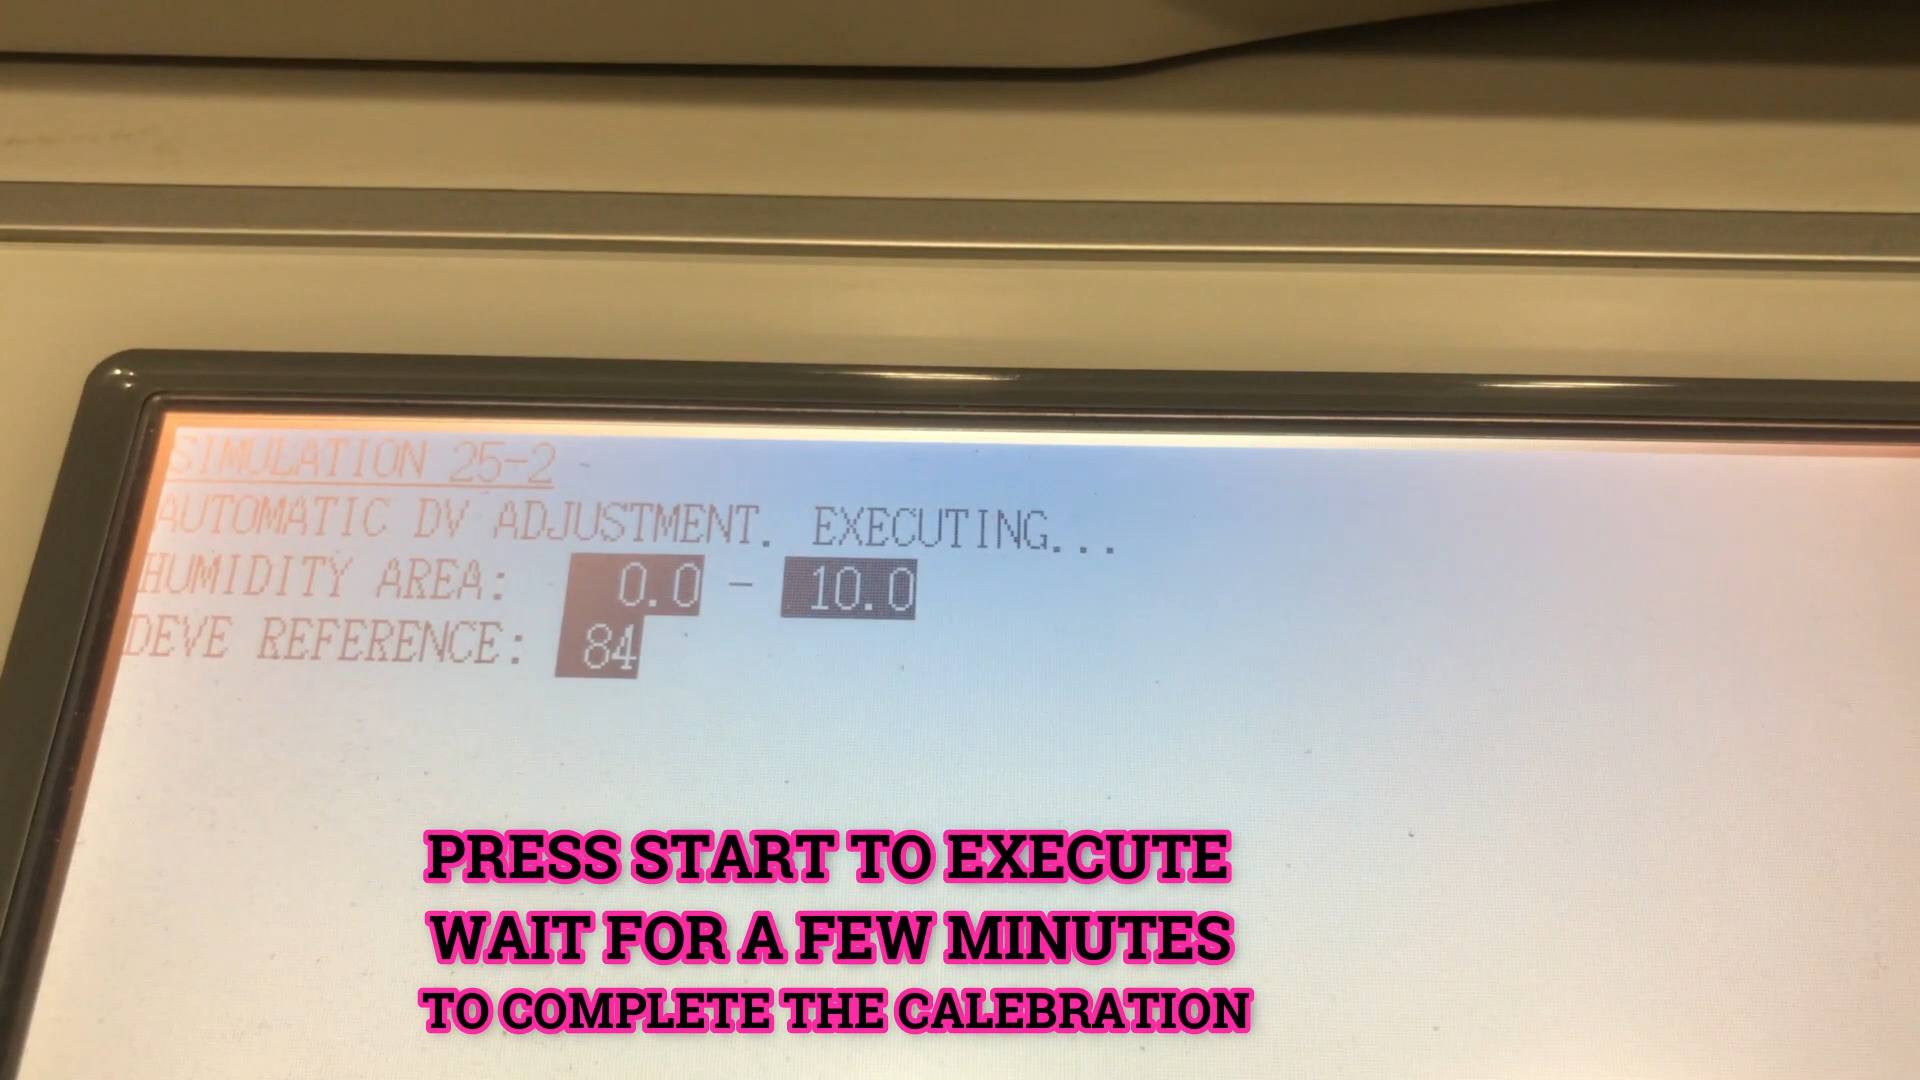 SIMULATION 25-2
AUTOMATIC DV ADJUSTMENT. EXECUTING...
HUMIDITY AREA: 0.0 - 10.0
DEVE REFERENCE: 84
PRESS START TO EXECUTE
WAIT FOR A FEW MINUTES
TO COMPLETE THE CALEBRATION